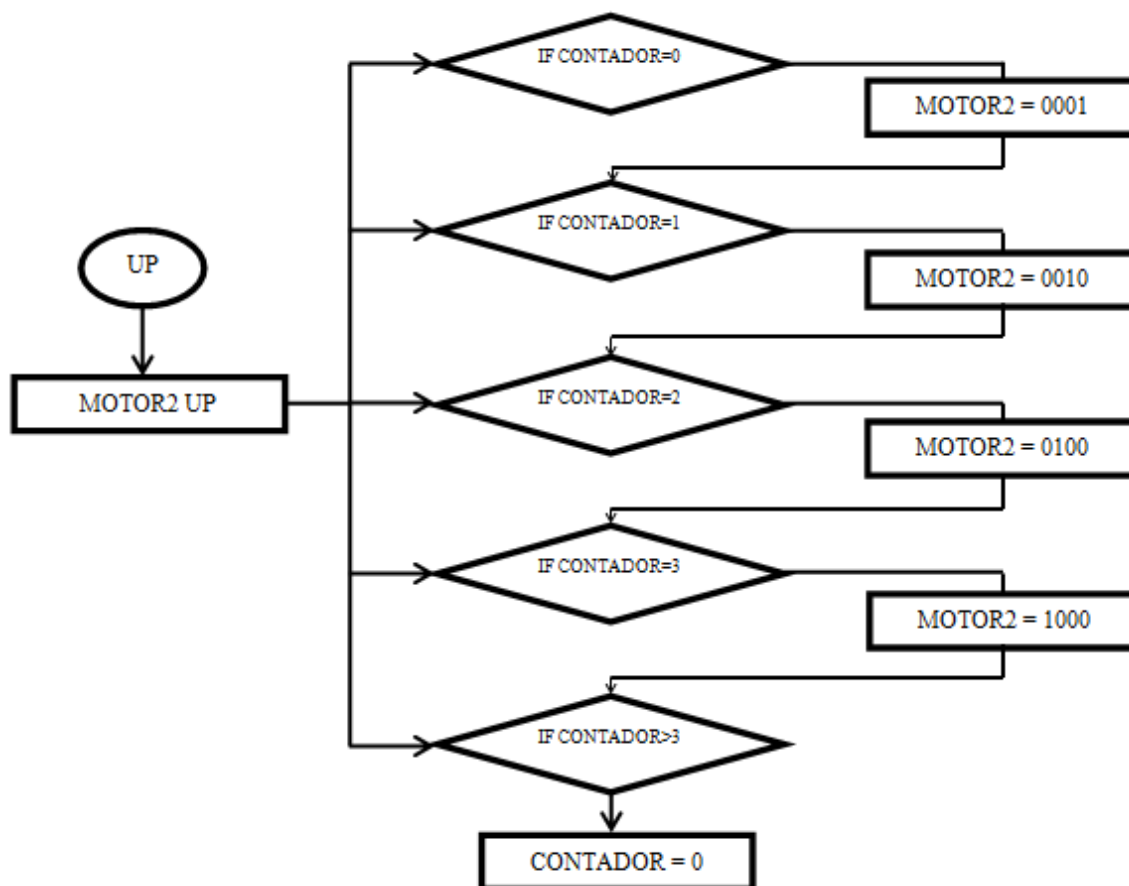 IF CONTADOR=0
MOTOR2 = 0001
IF CONTADOR=1
UP
MOTOR2 = 0010
MOTOR2 UP
IF CONTADOR=2
MOTOR2 = 0100
IF CONTADOR=3
MOTOR2 = 1000
IF CONTADOR>3
CONTADOR = 0